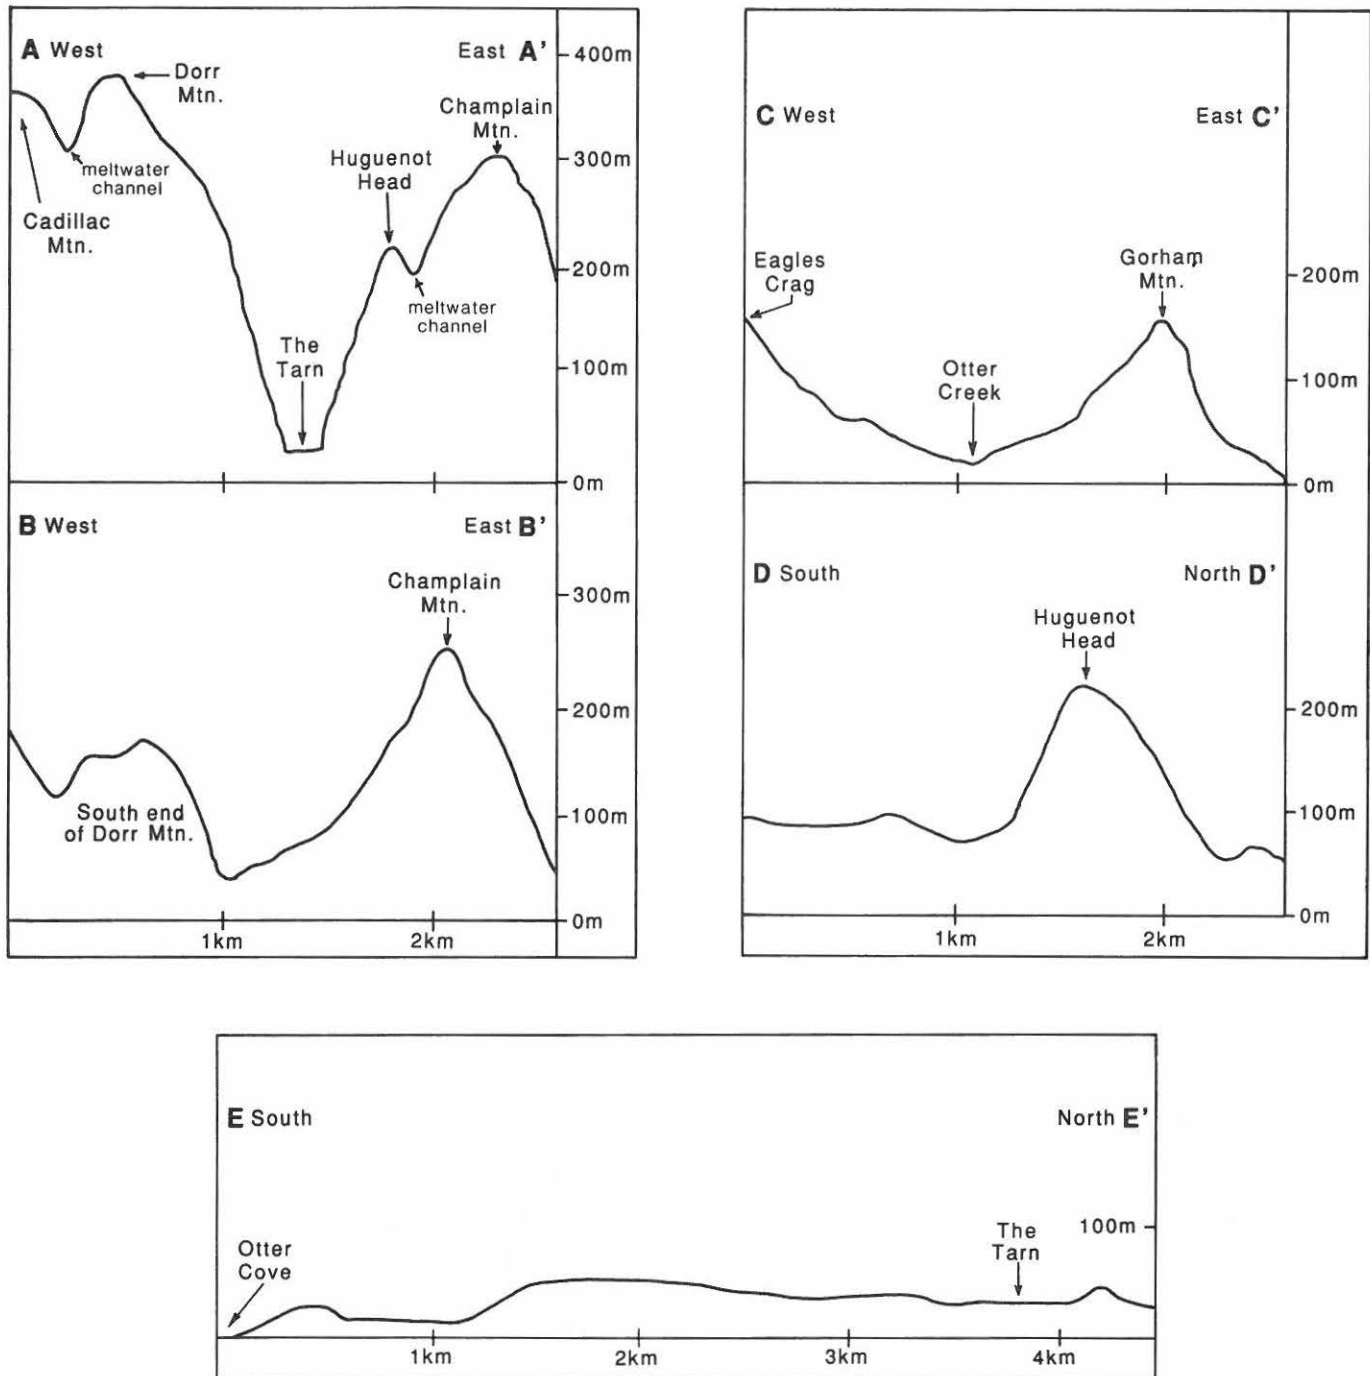 A West
East A'
400m
Dorr
Mtn.
Champlain
Mtn.
300m
Huguenot
Head
meltwater
channel
Cadillac
Mtn.
200m
meltwater
channel
The
Tarn
100m
0m
B West
East B'
Champlain
Mtn.
300m
200m
South end
of Dorr Mtn.
100m
0m
1km
2km
C West
East C'
Eagles
Crag
Gorham
Mtn.
200m
Otter
Creek
100m
0m
D South
North D'
Huguenot
Head
200m
100m
0m
1km
2km
E South
North E'
Otter
Cove
The
Tarn
100m
1km
2km
3km
4km